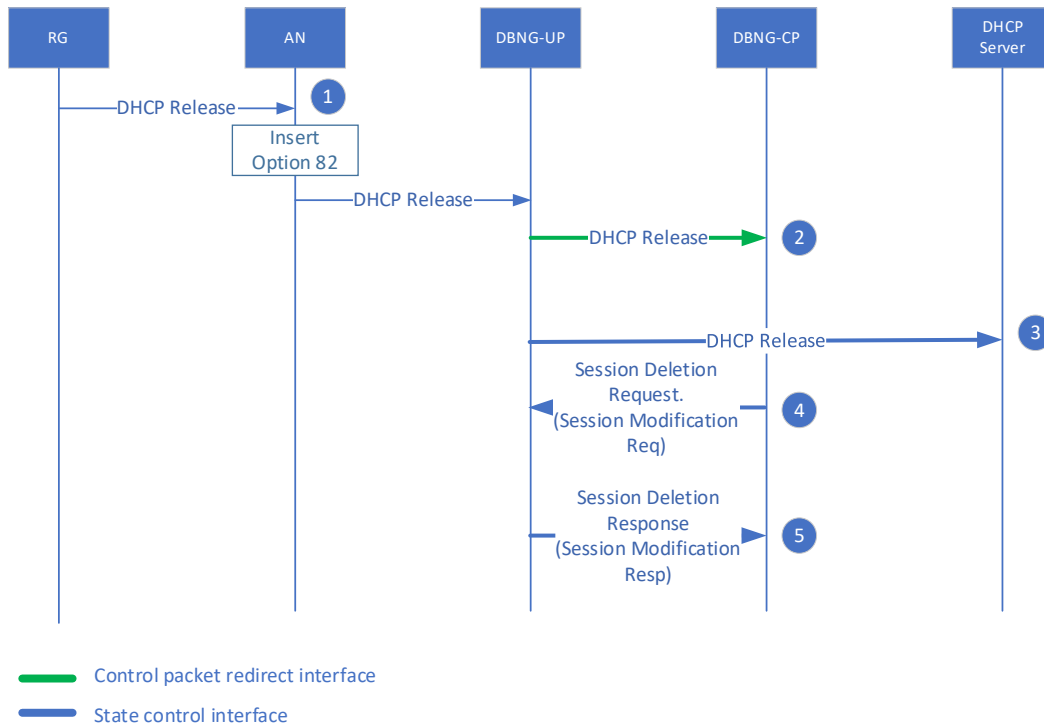 RG
AN
DBNG-UP
DBNG-CP
DHCP
Server
DHCP Release
1
Insert
Option 82
DHCP Release
DHCP Release
2
DHCP Release
3
Session Deletion
Request.
(Session Modification
Req)
4
Session Deletion
Response
(Session Modification
Resp)
5
Control packet redirect interface
State control interface